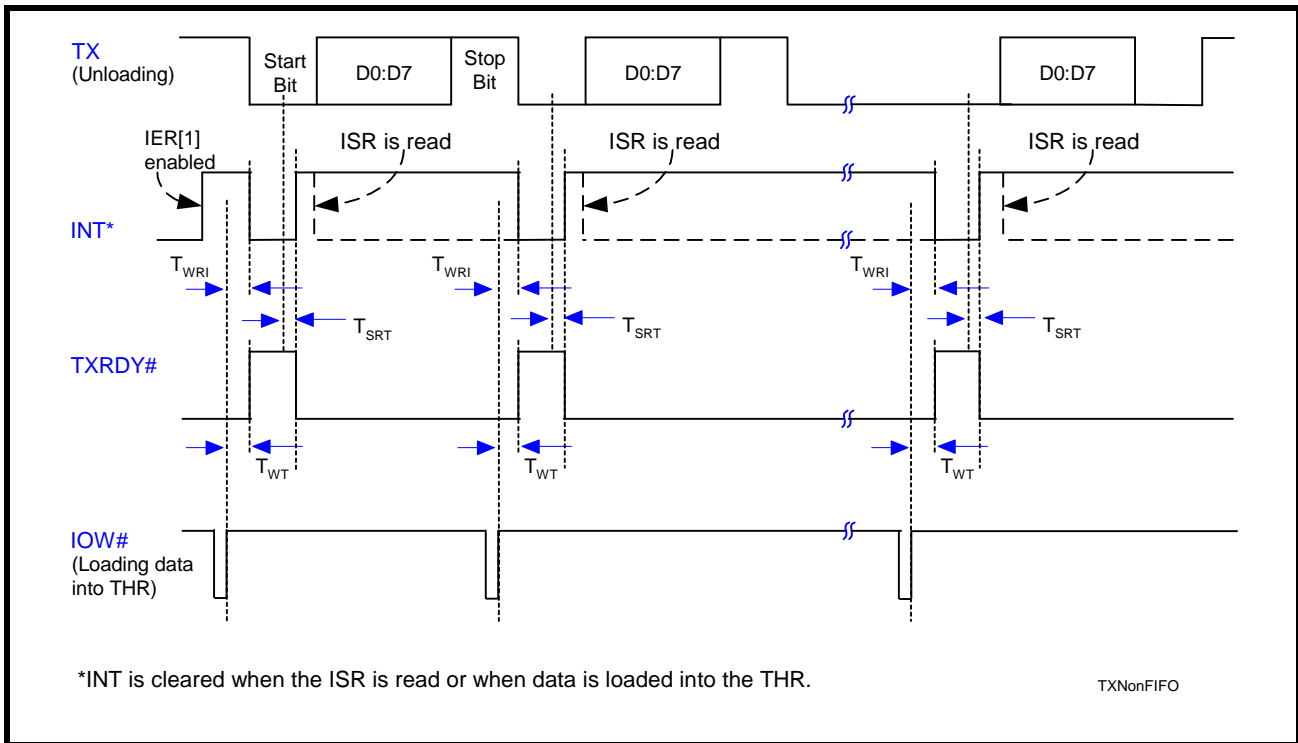 TX
(Unloading)
Start
Bit
D0:D7
Stop
Bit
D0:D7
D0:D7
IER[1]
enabled
ISR is read
ISR is read
ISR is read
INT*
TWRI
TWRI
TWRI
TSRT
TSRT
TSRT
TXRDY#
TWT
TWT
TWT
IOW#
(Loading data
into THR)
*INT is cleared when the ISR is read or when data is loaded into the THR.
TXNonFIFO